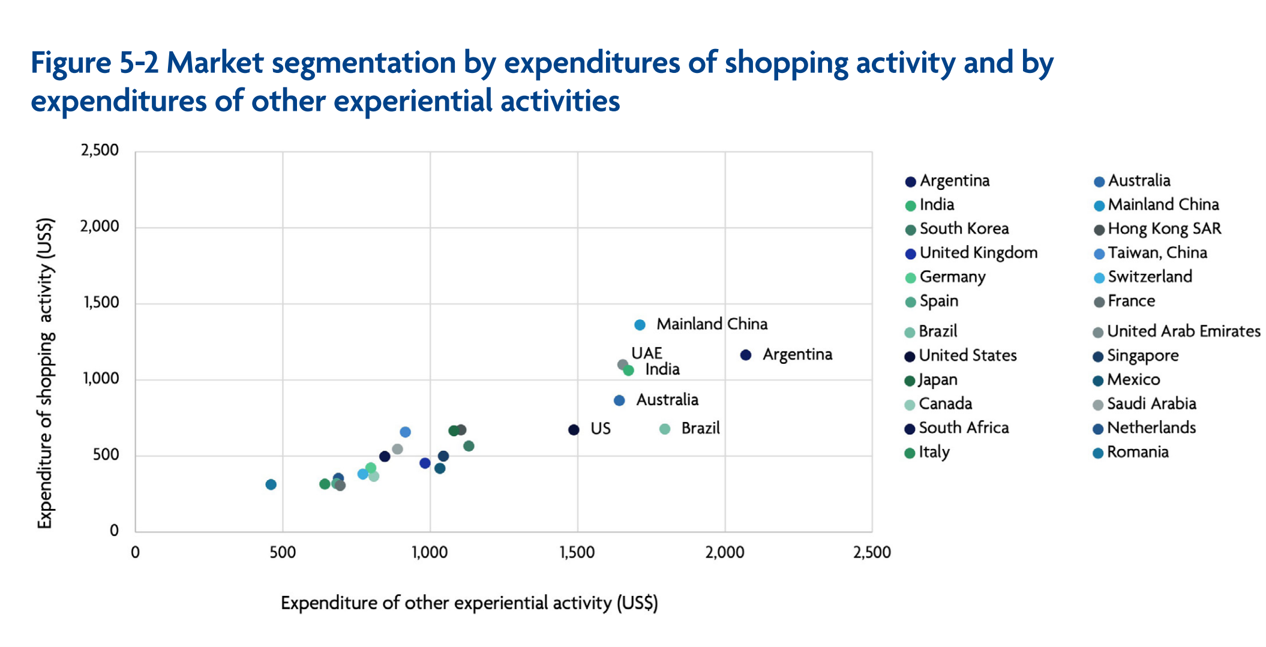 Figure 5-2 Market segmentation by expenditures of shopping activity and by
expenditures of other experiential activities
Expenditure of shopping activity (US$)
2,500
2,000
1,500
1,000
500
0
Mainland China
UAE
Argentina
India
Australia
US
Brazil
0
500
1,000
1,500
2,000
2,500
Expenditure of other experiential activity (US$)
Argentina
India
South Korea
United Kingdom
Germany
Spain
Brazil
United States
Japan
Canada
South Africa
Italy
Australia
Mainland China
Hong Kong SAR
Taiwan, China
Switzerland
France
United Arab Emirates
Singapore
Mexico
Saudi Arabia
Netherlands
Romania